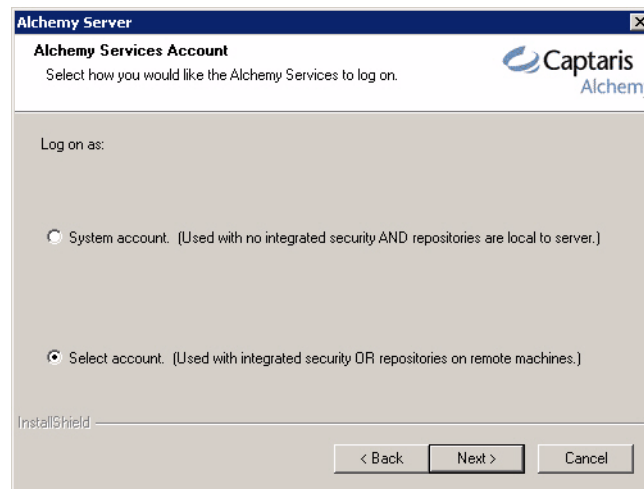 Alchemy Server
Alchemy Services Account
Select how you would like the Alchemy Services to log on.
Captaris
Alchem
Log on as:
System account. (Used with no integrated security AND repositories are local to server.)
Select account. (Used with integrated security OR repositories on remote machines.)
InstallShield
< Back
Next >
Cancel